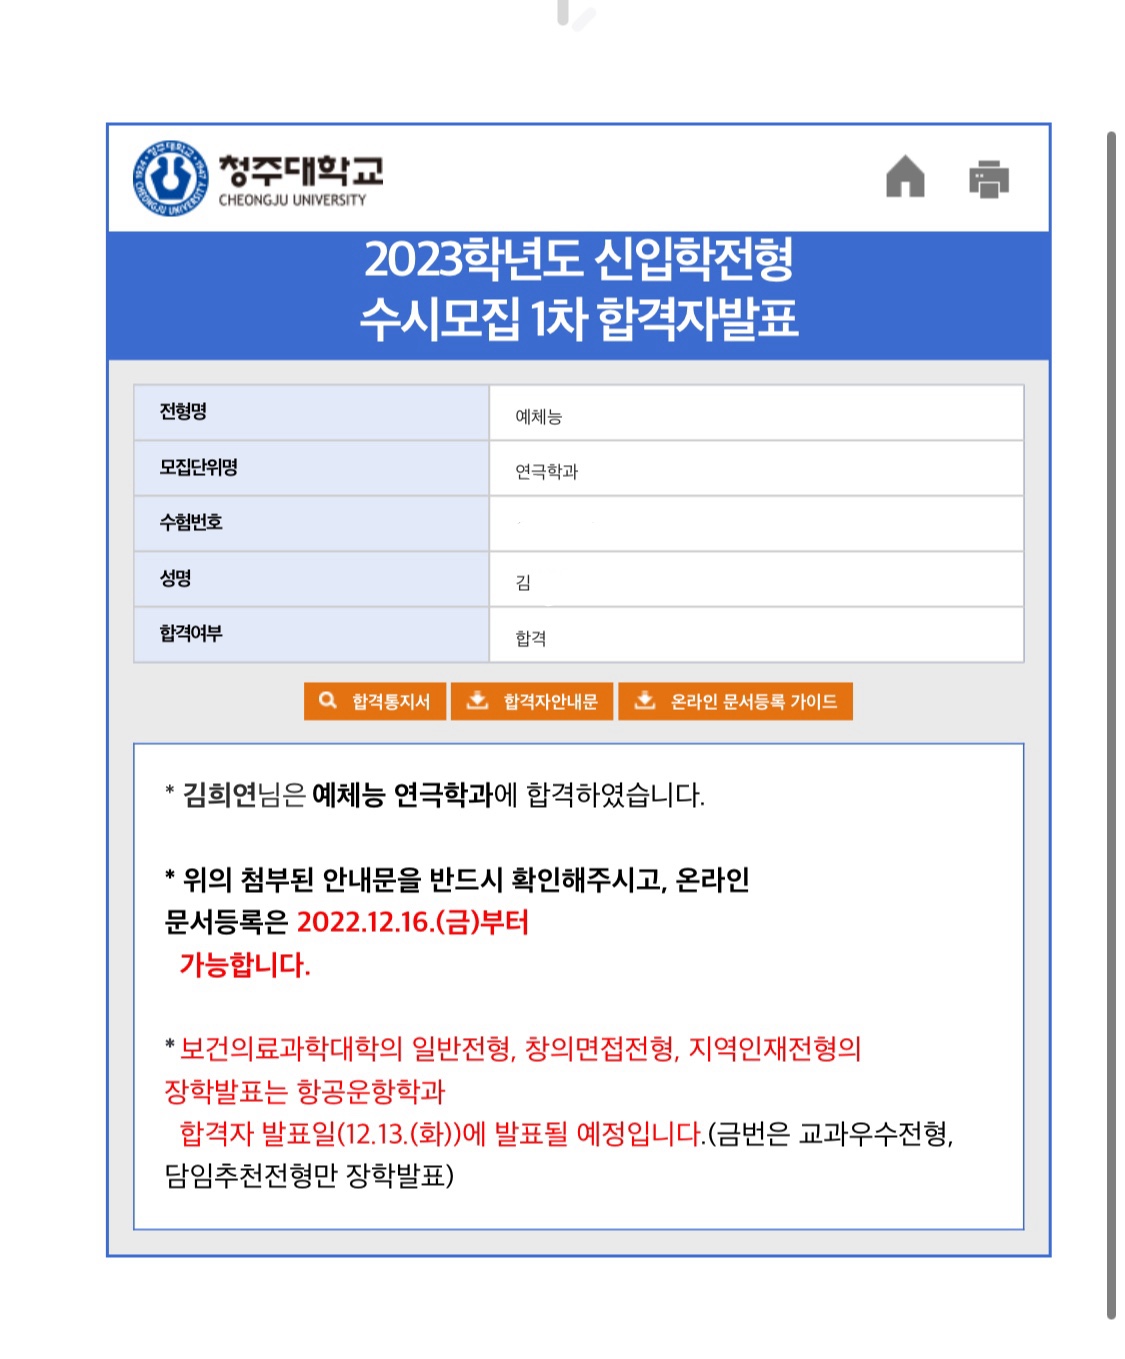 청주대학교
CHEONGJU UNIVERSITY
2023학년도 신입학전형
수시모집 1차 합격자발표
전형명 예체능
모집단위명 연극학과
수험번호
성명 김
합격여부 합격
합격통지서 합격자안내문 온라인 문서등록 가이드
* 김희연님은 예체능 연극학과에 합격하였습니다.
* 위의 첨부된 안내문을 반드시 확인해주시고, 온라인
문서등록은 2022.12.16.(금)부터
가능합니다.
* 보건의료과학대학의 일반전형, 창의면접전형, 지역인재전형의
장학발표는 항공운항학과
합격자 발표일(12.13.(화))에 발표될 예정입니다.(금번은 교과우수전형,
담임추천전형만 장학발표)